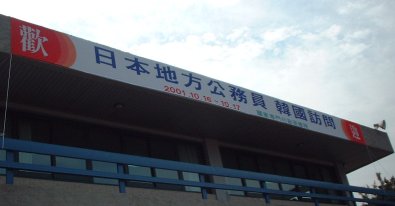 歡 日本地方公務員 韓國訪問 迎
2001.10.16 - 10.17